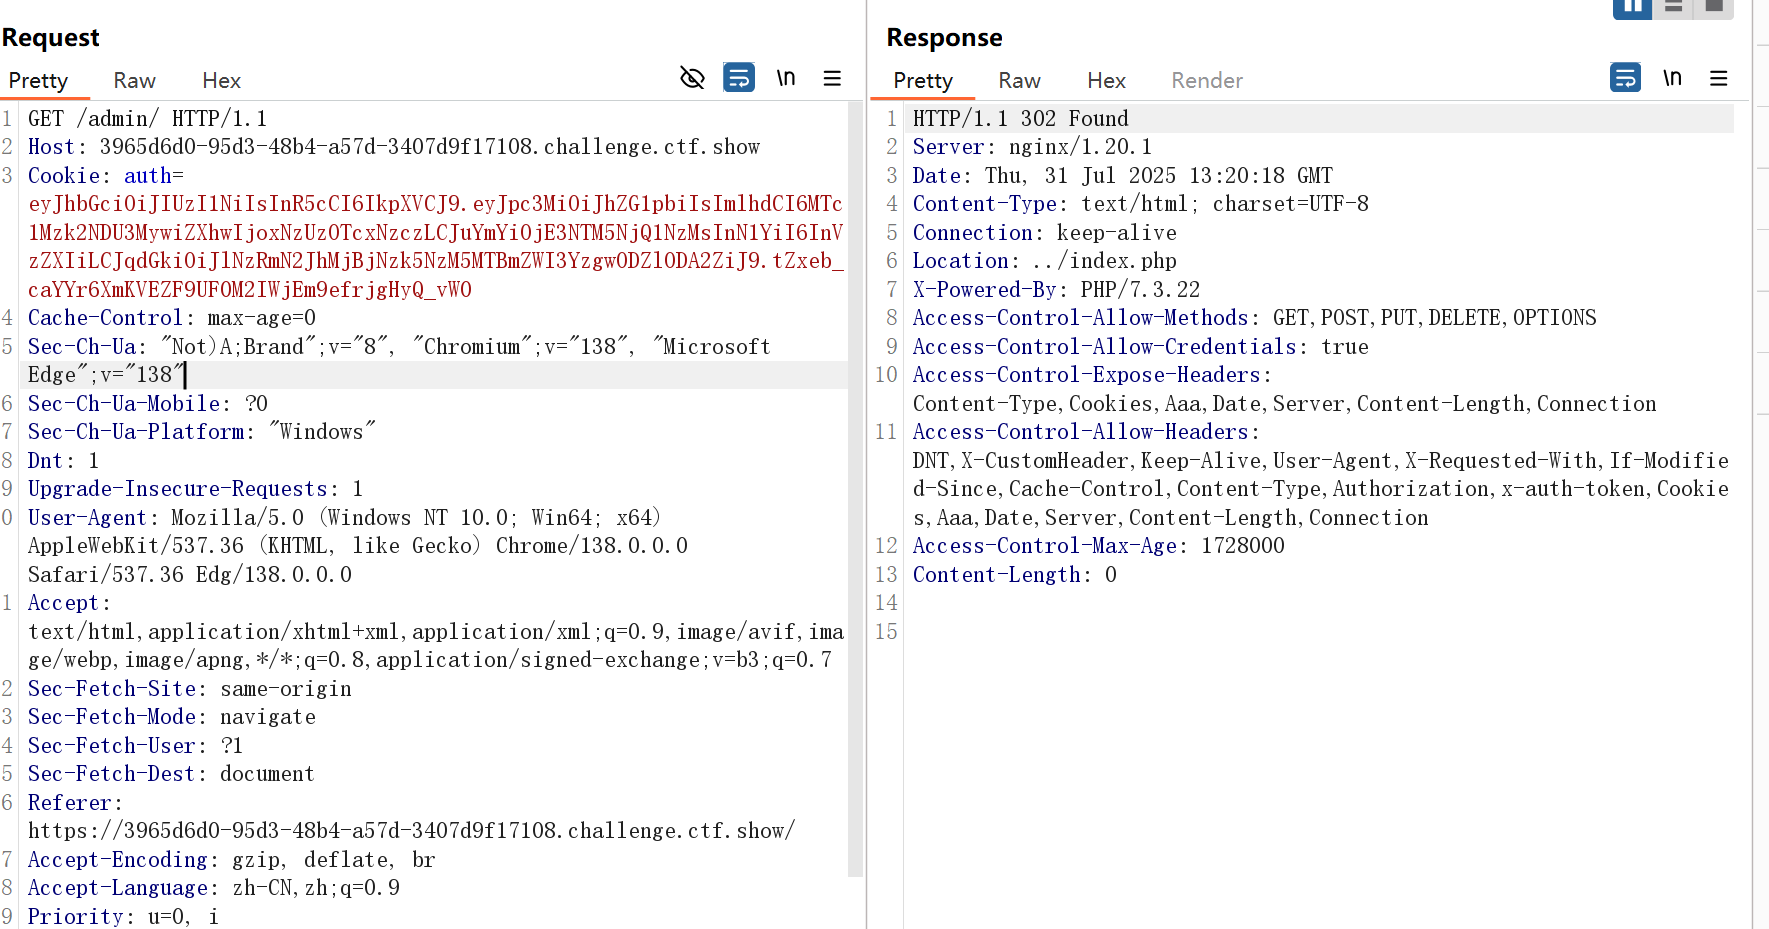 Request
Pretty Raw Hex \n
1 GET /admin/ HTTP/1.1
2 Host: 3965d6d0-95d3-48b4-a57d-3407d9f17108.challenge.ctf.show
3 Cookie: auth=
eyJhbGciOiJIUzI1NiIsInR5cCI6IkpXVCJ9.eyJpc3MiOiJhZG1pbiIsImlhdCI6MTc
1Mzk2NDU3MywiZXhwIjoxNzUzOTcxNzczLCJuYmYiOjE3NTM5NjQ1NzMsInN1YiI6InV
zZXIiLCJqdGkiOiJlNzRmN2JhMjBjNzk5NzM5MTBmZWI3YzgwODZlODA2ZiJ9.tZxeb_
caYYr6XmKVEZF9UFOM2IWjEm9efrjgHyQ_vW0
4 Cache-Control: max-age=0
5 Sec-Ch-Ua: "Not)A;Brand";v="8", "Chromium";v="138", "Microsoft
Edge";v="138"
6 Sec-Ch-Ua-Mobile: ?0
7 Sec-Ch-Ua-Platform: "Windows"
8 Dnt: 1
9 Upgrade-Insecure-Requests: 1
0 User-Agent: Mozilla/5.0 (Windows NT 10.0; Win64; x64)
AppleWebKit/537.36 (KHTML, like Gecko) Chrome/138.0.0.0
Safari/537.36 Edg/138.0.0.0
1 Accept:
text/html,application/xhtml+xml,application/xml;q=0.9,image/avif,ima
ge/webp,image/apng,*/*;q=0.8,application/signed-exchange;v=b3;q=0.7
2 Sec-Fetch-Site: same-origin
3 Sec-Fetch-Mode: navigate
4 Sec-Fetch-User: ?1
5 Sec-Fetch-Dest: document
6 Referer:
https://3965d6d0-95d3-48b4-a57d-3407d9f17108.challenge.ctf.show/
7 Accept-Encoding: gzip, deflate, br
8 Accept-Language: zh-CN,zh;q=0.9
9 Priority: u=0, i
Response
Pretty Raw Hex Render \n
1 HTTP/1.1 302 Found
2 Server: nginx/1.20.1
3 Date: Thu, 31 Jul 2025 13:20:18 GMT
4 Content-Type: text/html; charset=UTF-8
5 Connection: keep-alive
6 Location: ../index.php
7 X-Powered-By: PHP/7.3.22
8 Access-Control-Allow-Methods: GET,POST,PUT,DELETE,OPTIONS
9 Access-Control-Allow-Credentials: true
10 Access-Control-Expose-Headers:
Content-Type,Cookies,Aaa,Date,Server,Content-Length,Connection
11 Access-Control-Allow-Headers:
DNT,X-CustomHeader,Keep-Alive,User-Agent,X-Requested-With,If-Modifie
d-Since,Cache-Control,Content-Type,Authorization,x-auth-token,Cookie
s,Aaa,Date,Server,Content-Length,Connection
12 Access-Control-Max-Age: 1728000
13 Content-Length: 0
14
15